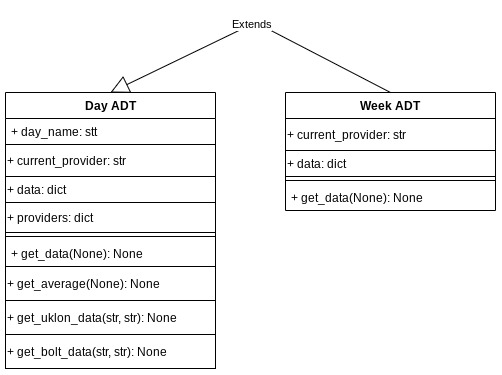 Extends
Day ADT
+ day_name: stt
+ current_provider: str
+ data: dict
+ providers: dict
+ get_data(None): None
+ get_average(None): None
+ get_uklon_data(str, str): None
+ get_bolt_data(str, str): None
Week ADT
+ current_provider: str
+ data: dict
+ get_data(None): None